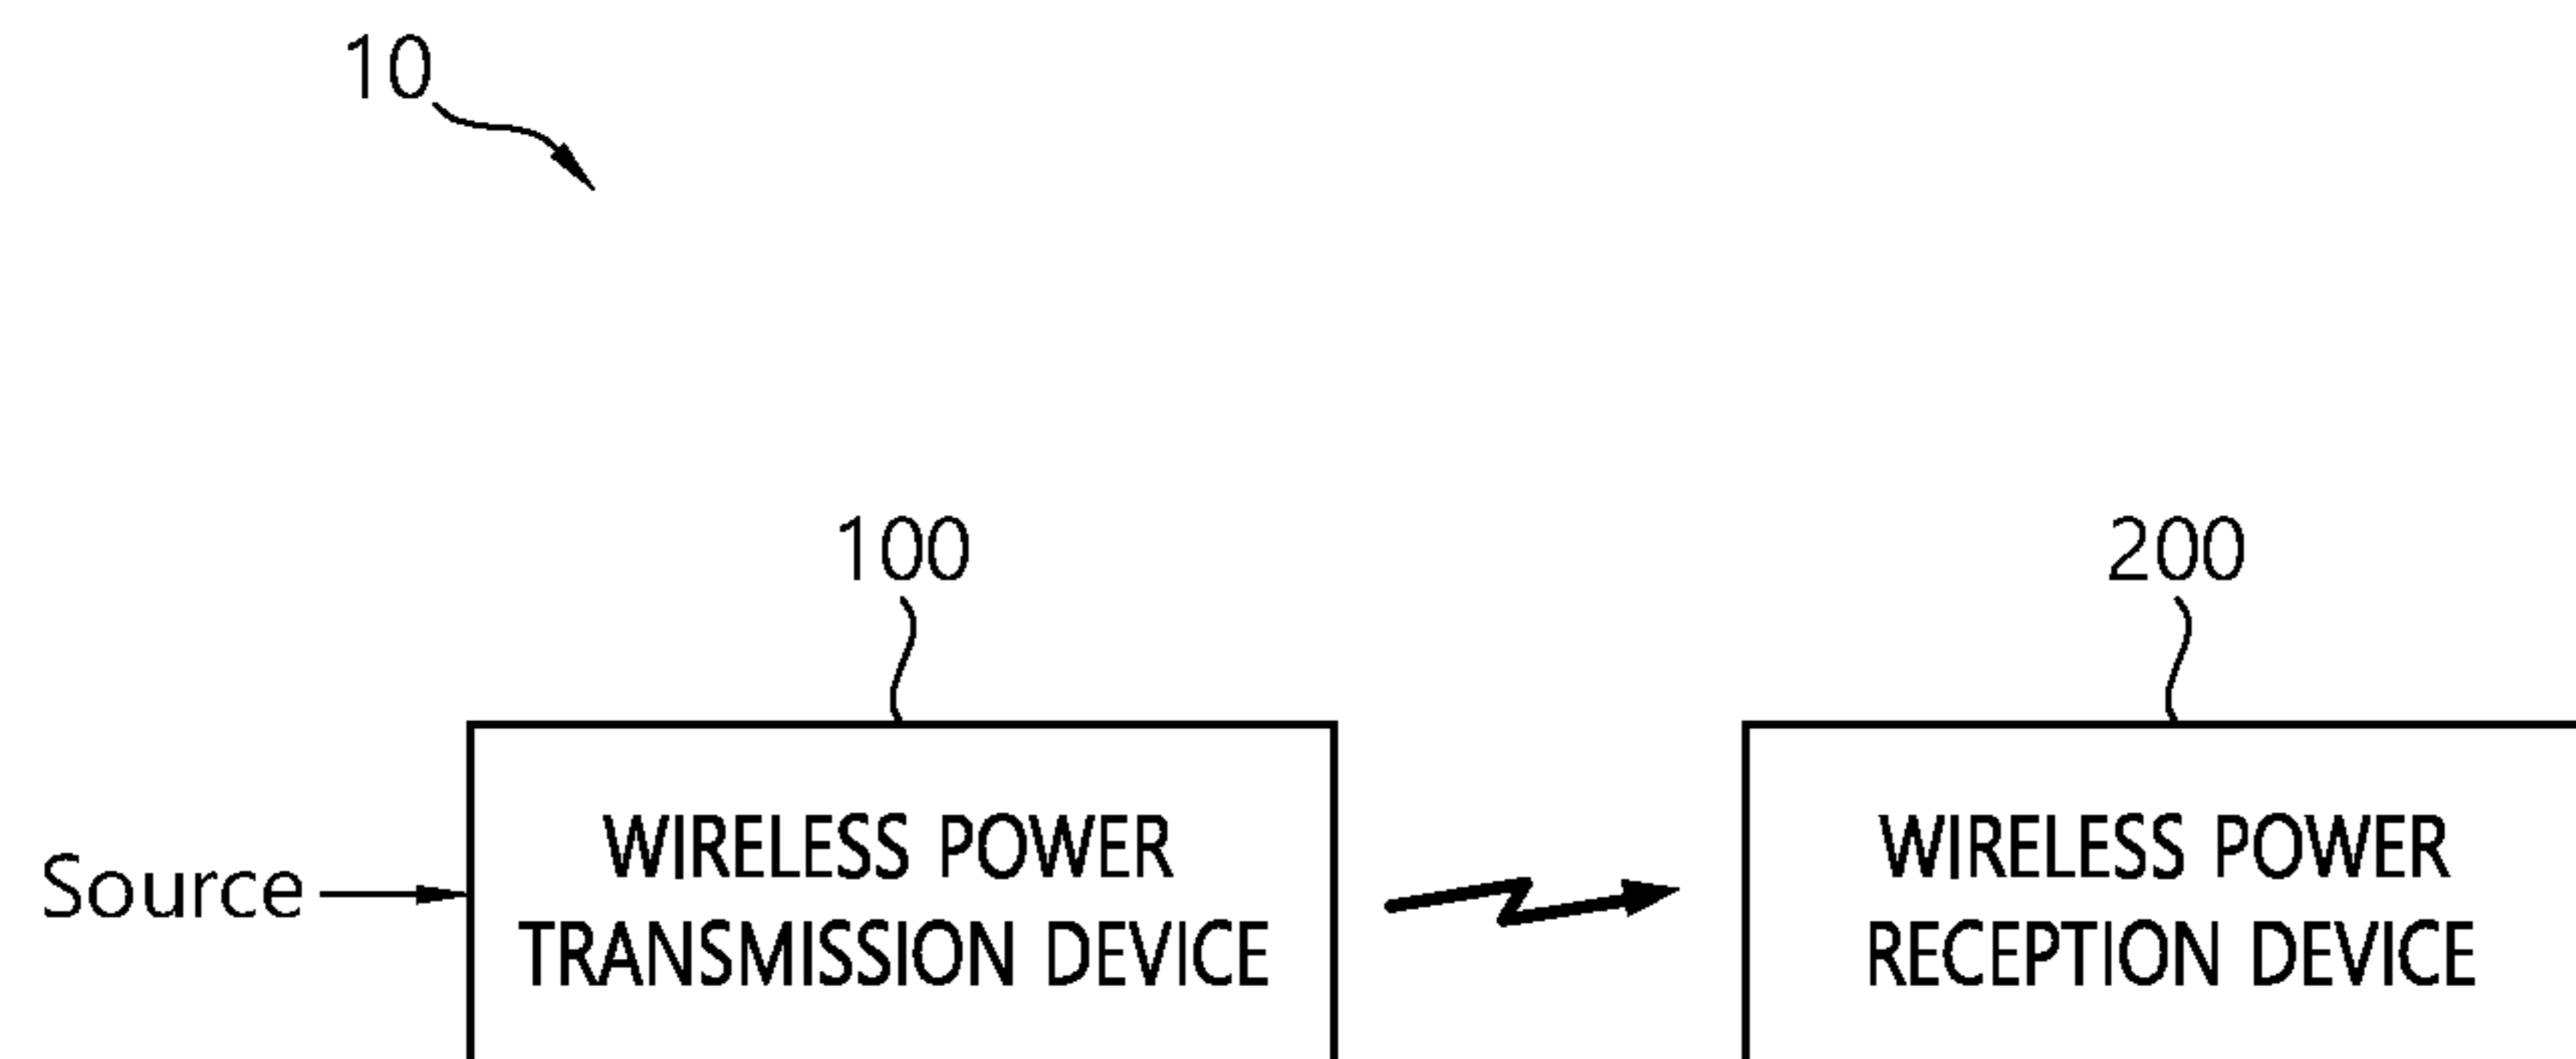 10
100
200
Source
WIRELESS POWER
TRANSMISSION DEVICE
WIRELESS POWER
RECEPTION DEVICE